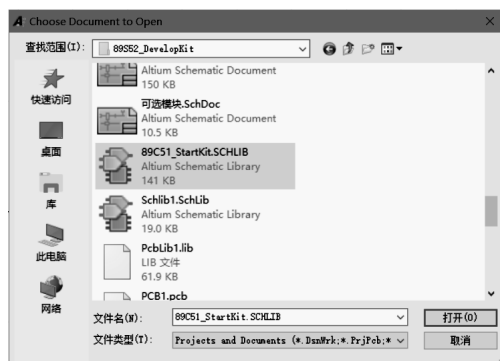 Choose Document to Open
查找范围(I):
89S52_DevelopKit
Altium Schematic Document
150 KB
可选模块.SchDoc
Altium Schematic Document
10.5 KB
89C51_StartKit.SCHLIB
Altium Schematic Library
141 KB
Schlib1.SchLib
Altium Schematic Library
19.0 KB
PcbLib1.lib
LIB 文件
61.9 KB
PCB1.pcb
快速访问
桌面
库
此电脑
网络
文件名(N):
89C51_StartKit.SCHLIB
打开(O)
文件类型(T):
Projects and Documents (*.DsnWrk;*.PrjPcb;*
取消